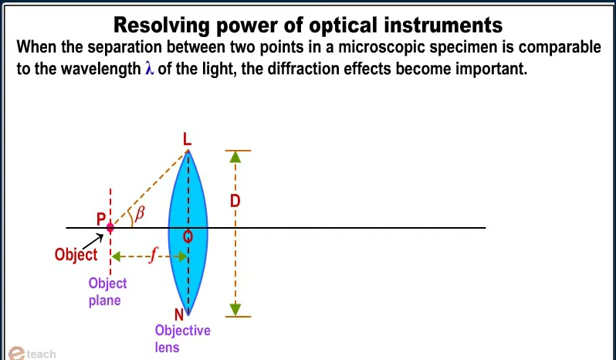 Resolving power of optical instruments
When the separation between two points in a microscopic specimen is comparable
to the wavelength λ of the light, the diffraction effects become important.
L
D
P
β
O
Object
f
Object
plane
N
Objective
lens
e teach